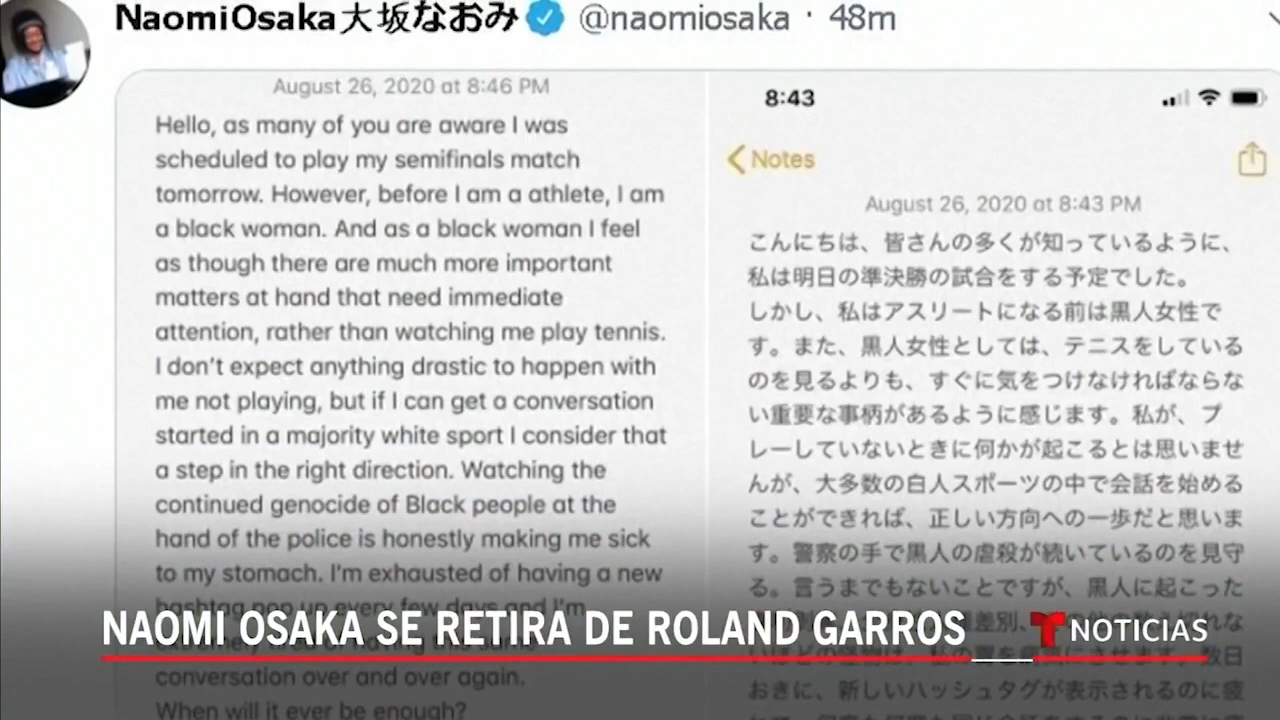 NaomiOsaka大坂なおみ @naomiosaka · 48m
August 26, 2020 at 8:46 PM
Hello, as many of you are aware I was
scheduled to play my semifinals match
tomorrow. However, before I am a athlete, I am
a black woman. And as a black woman I feel
as though there are much more important
matters at hand that need immediate
attention, rather than watching me play tennis.
I don't expect anything drastic to happen with
me not playing, but if I can get a conversation
started in a majority white sport I consider that
a step in the right direction. Watching the
continued genocide of Black people at the
hand of the police is honestly making me sick
to my stomach. I'm exhausted of having a new
hashtag pop up every few days and I'm
conversation over and over again.
When will it ever be enough?
8:43
Notes
August 26, 2020 at 8:43 PM
こんにちは、皆さんの多くが知っているように、
私は明日の準決勝の試合をする予定でした。
しかし、私はアスリートになる前は黒人女性で
す。また、黒人女性としては、テニスをしている
のを見るよりも、すぐに気をつけなければならな
い重要な事柄があるように感じます。私が、プ
レーしていないときに何かが起こるとは思いませ
んが、大多数の白人スポーツの中で会話を始める
ことができれば、正しい方向への一歩だと思いま
す。警察の手で黒人の虐殺が続いているのを見守
る。言うまでもないことですが、黒人に起こった
おきに、新しいハッシュタグが表示されるのに疲
NAOMI OSAKA SE RETIRA DE ROLAND GARROS
NOTICIAS